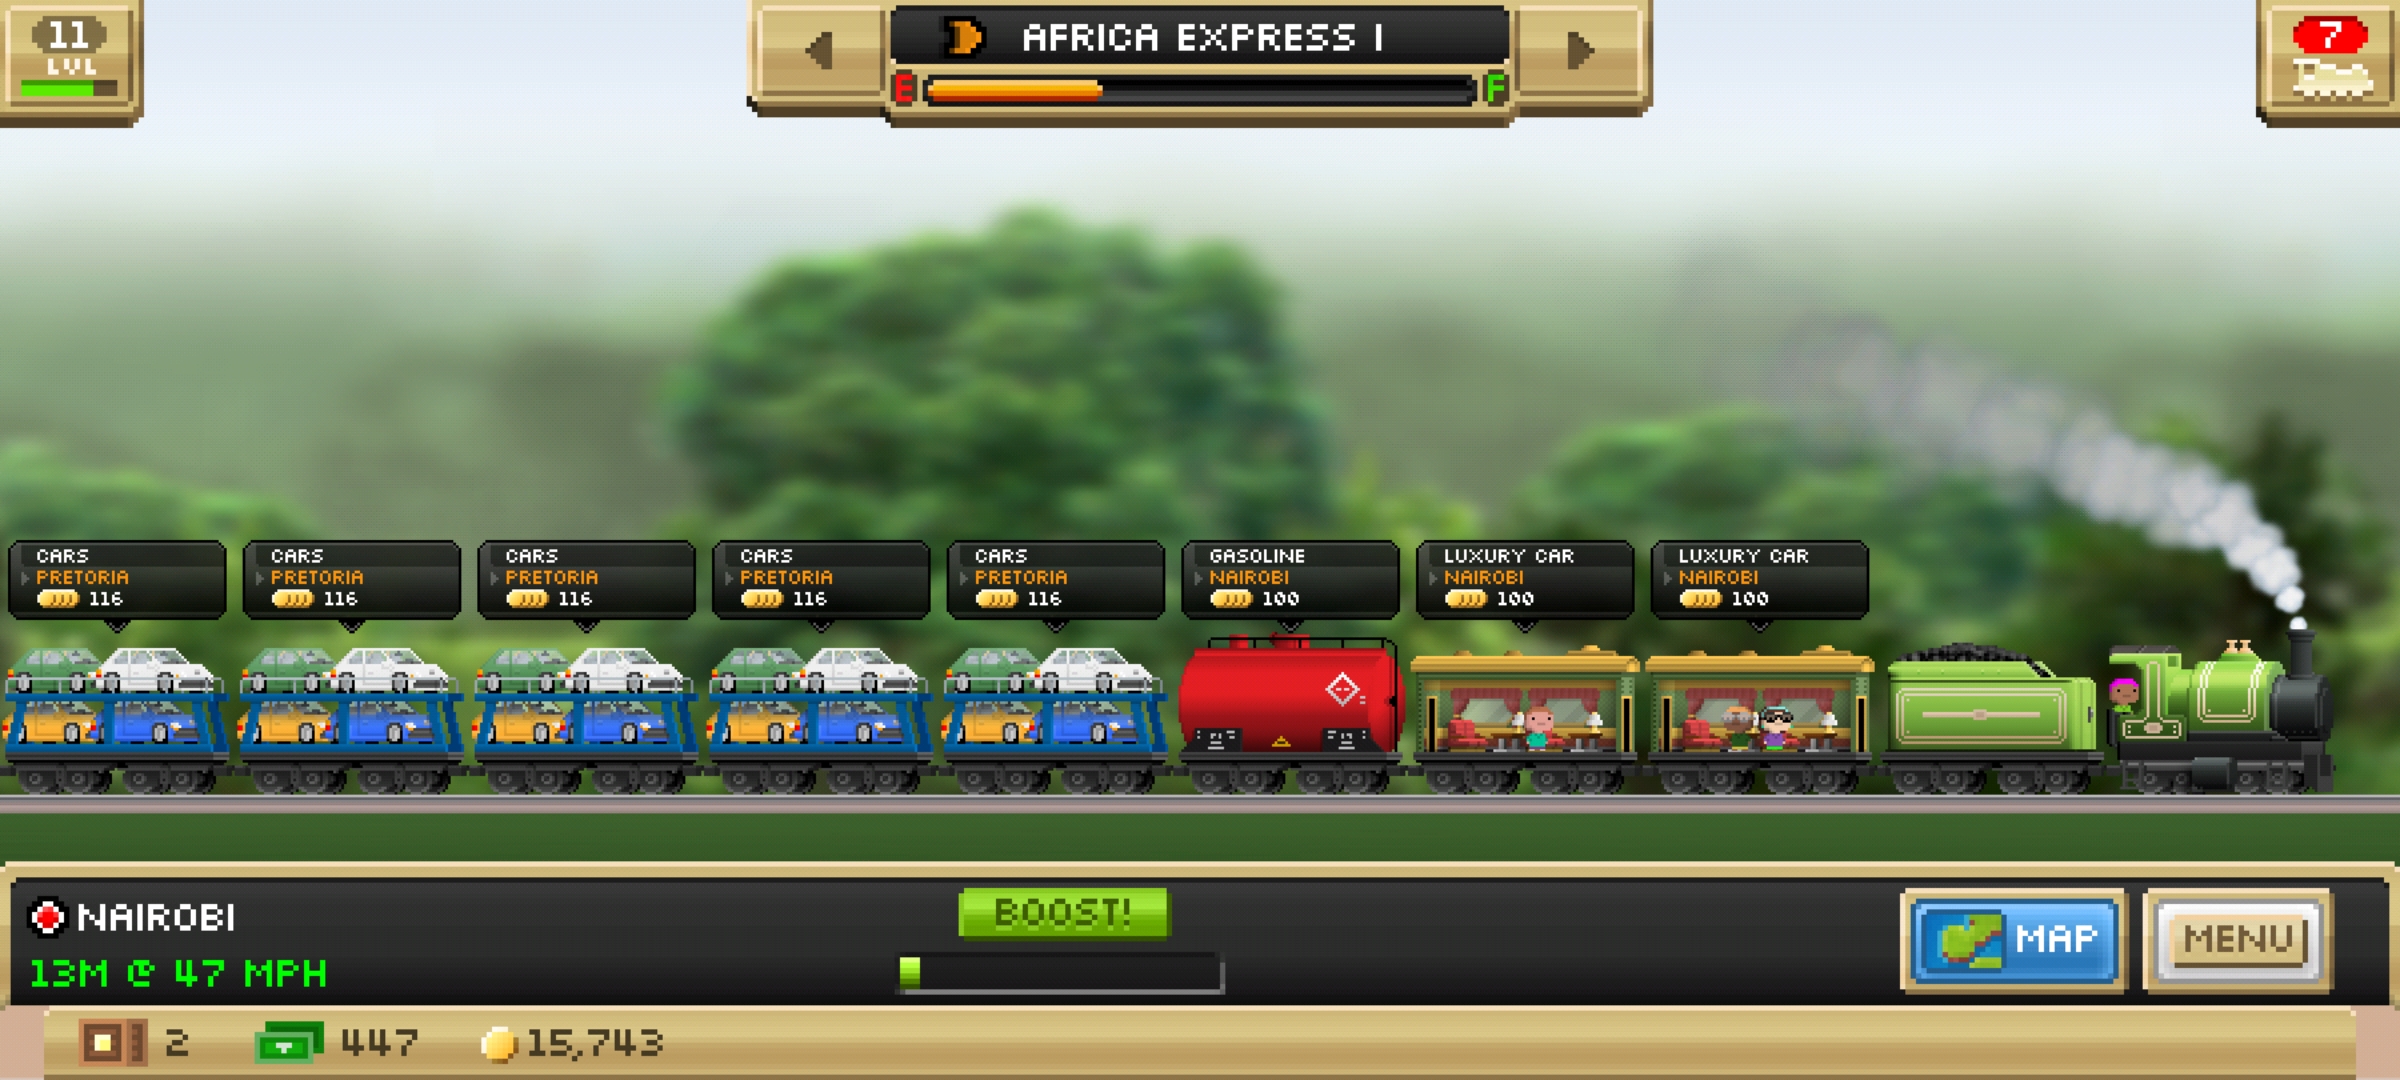 11
LVL
AFRICA EXPRESS I
E
F
7
CARS
PRETORIA
116
CARS
PRETORIA
116
CARS
PRETORIA
116
CARS
PRETORIA
116
CARS
PRETORIA
116
GASOLINE
NAIROBI
100
LUXURY CAR
NAIROBI
100
LUXURY CAR
NAIROBI
100
NAIROBI
13M @ 47 MPH
BOOST!
MAP
MENU
2
447
15,743